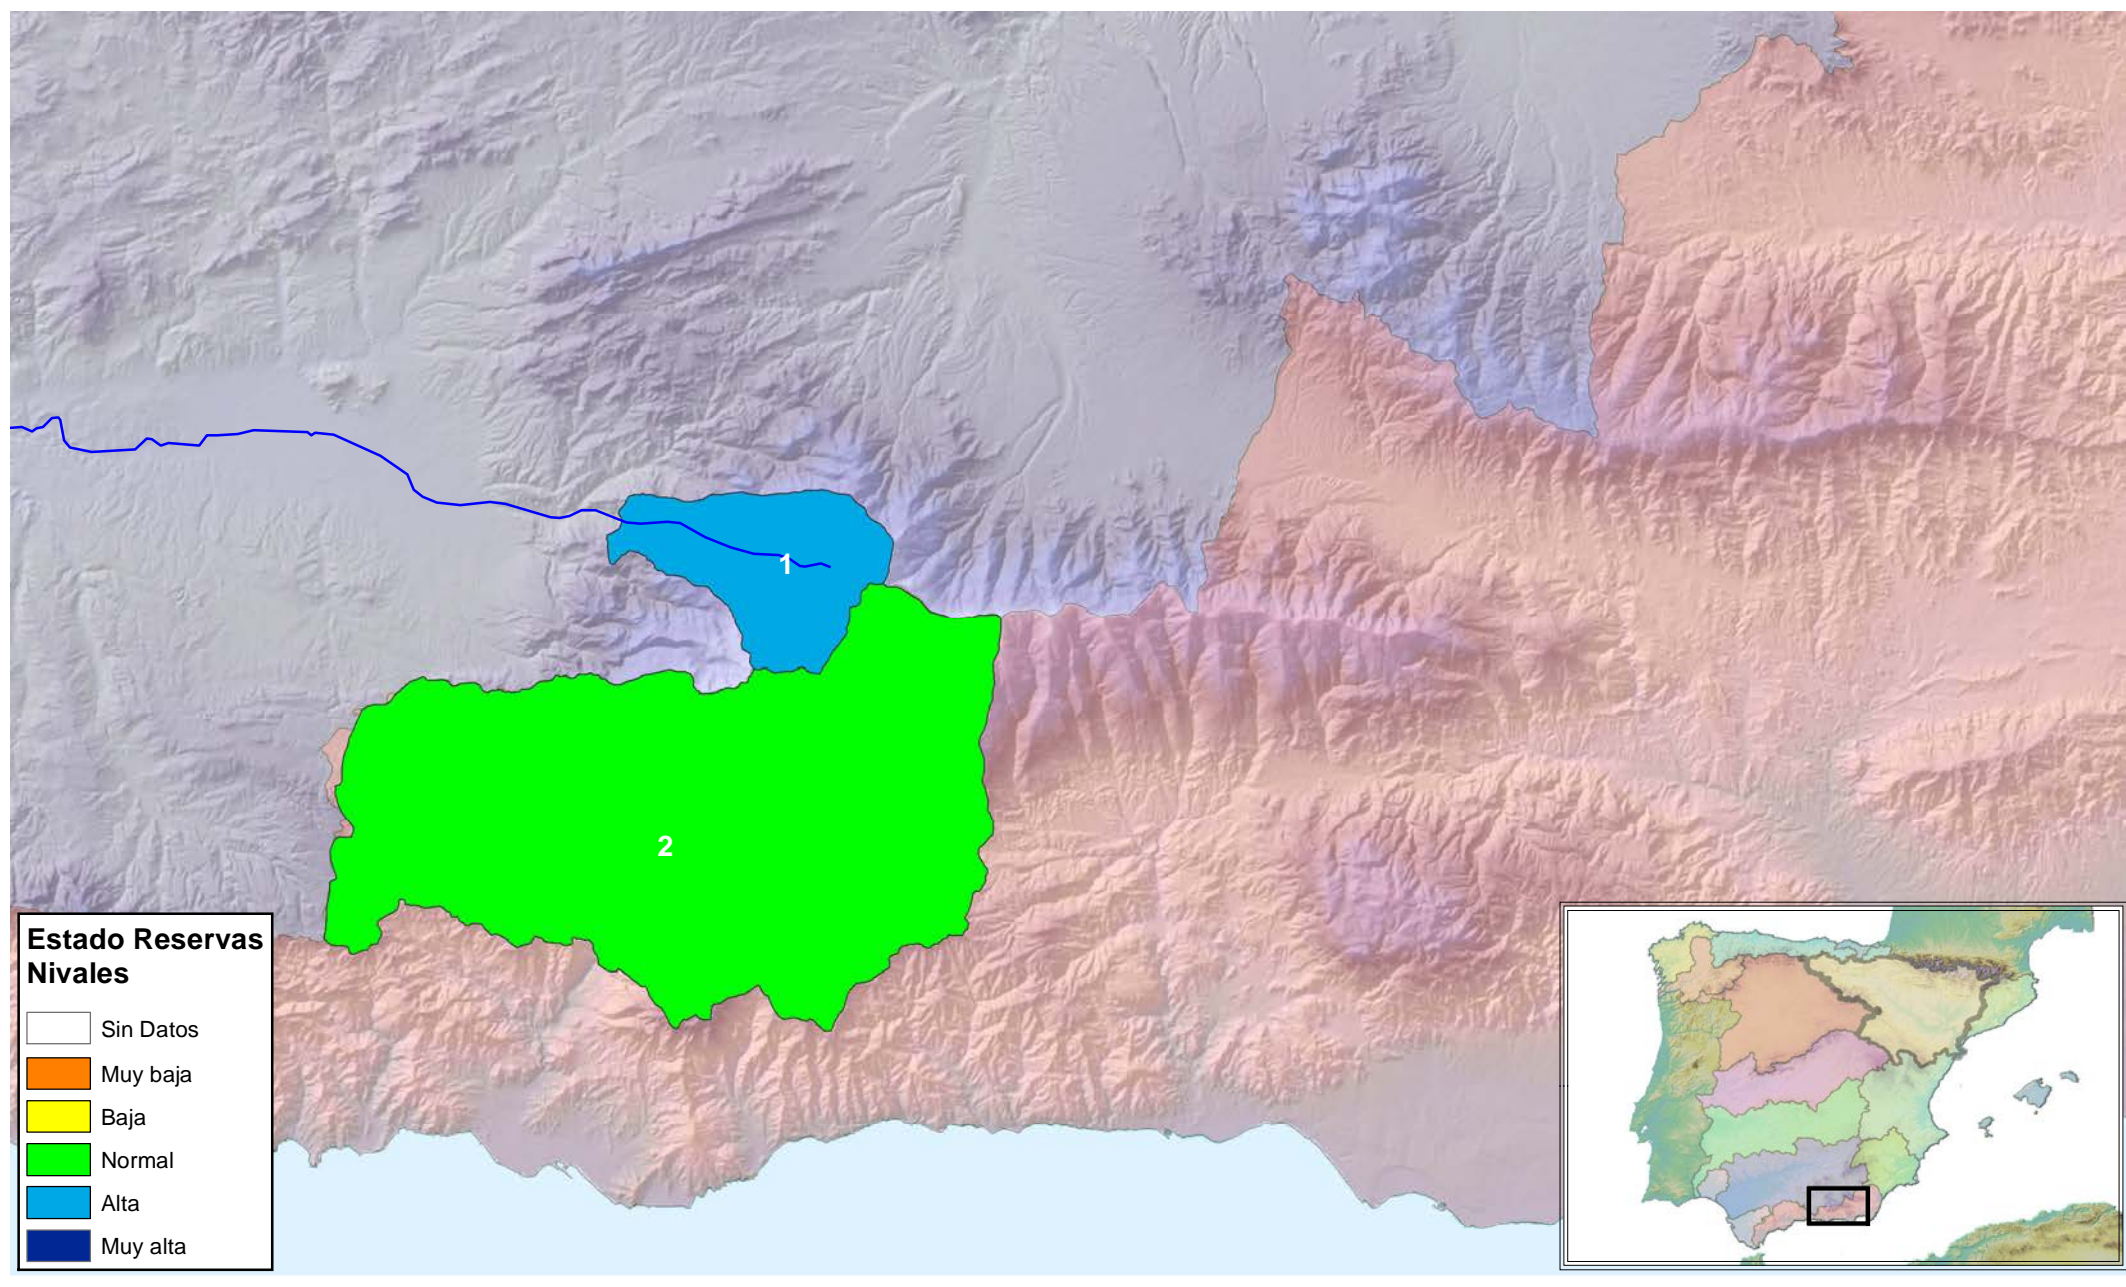 1
2
Estado Reservas
Nivales
Sin Datos
Muy baja
Baja
Normal
Alta
Muy alta